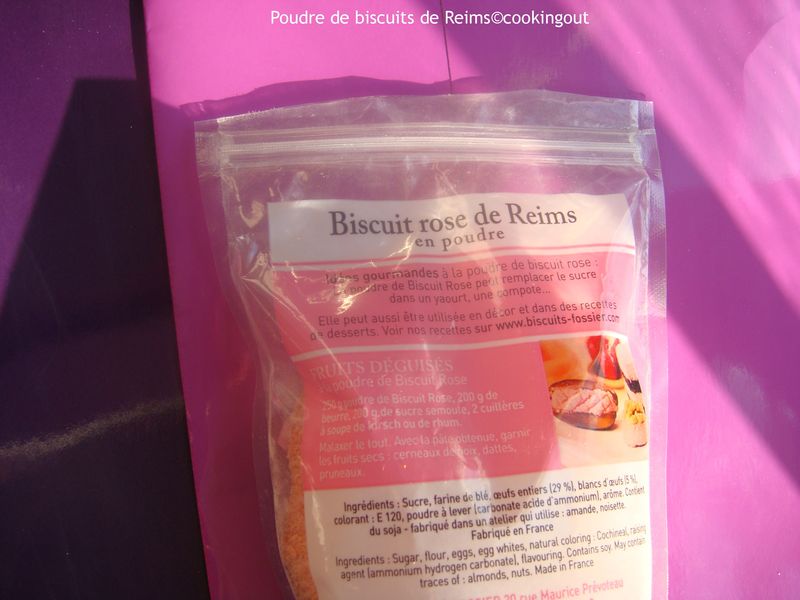 Poudre de biscuits de Reims©cookingout
Biscuit rose de Reims
en poudre
Idées gourmandes à la poudre de biscuit rose :
poudre de Biscuit Rose peut remplacer le sucre
dans un yaourt, une compote...
Elle peut aussi être utilisée en décor et dans des recettes
de desserts. Voir nos recettes sur www.biscuits-fossier.com
FRUITS DÉGUISÉS
poudre de Biscuit Rose
250 g poudre de Biscuit Rose, 200 g de
beurre, 200 g de sucre semoule, 2 cuillères
à soupe de kirsch ou de rhum.
Malaxer le tout. Avec la pâte obtenue, garnir
les fruits secs : cerneaux de noix, dattes,
pruneaux.
Ingrédients : Sucre, farine de blé, œufs entiers (29 %), blancs d'œufs (5 %),
colorant : E 120, poudre à lever (carbonate acide d'ammonium), arôme. Contient
du soja - fabriqué dans un atelier qui utilise : amande, noisette.
Fabriqué en France
Ingredients : Sugar, flour, eggs, egg whites, natural coloring : Cochineal, raising
agent (ammonium hydrogen carbonate), flavouring. Contains soy. May contain
traces of : almonds, nuts. Made in France
20 rue Maurice Prévoteau